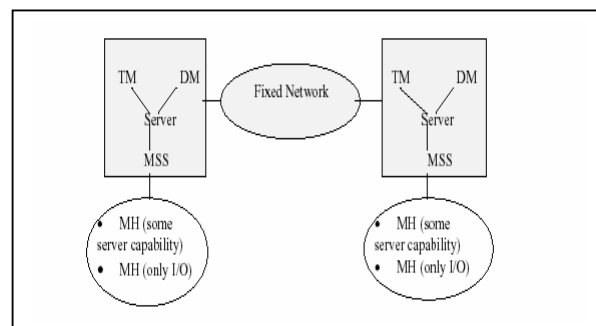 TM DM
Server
MSS
Fixed Network
TM DM
Server
MSS
• MH (some
server capability)
• MH (only I/O)
• MH (some
server capability)
• MH (only I/O)